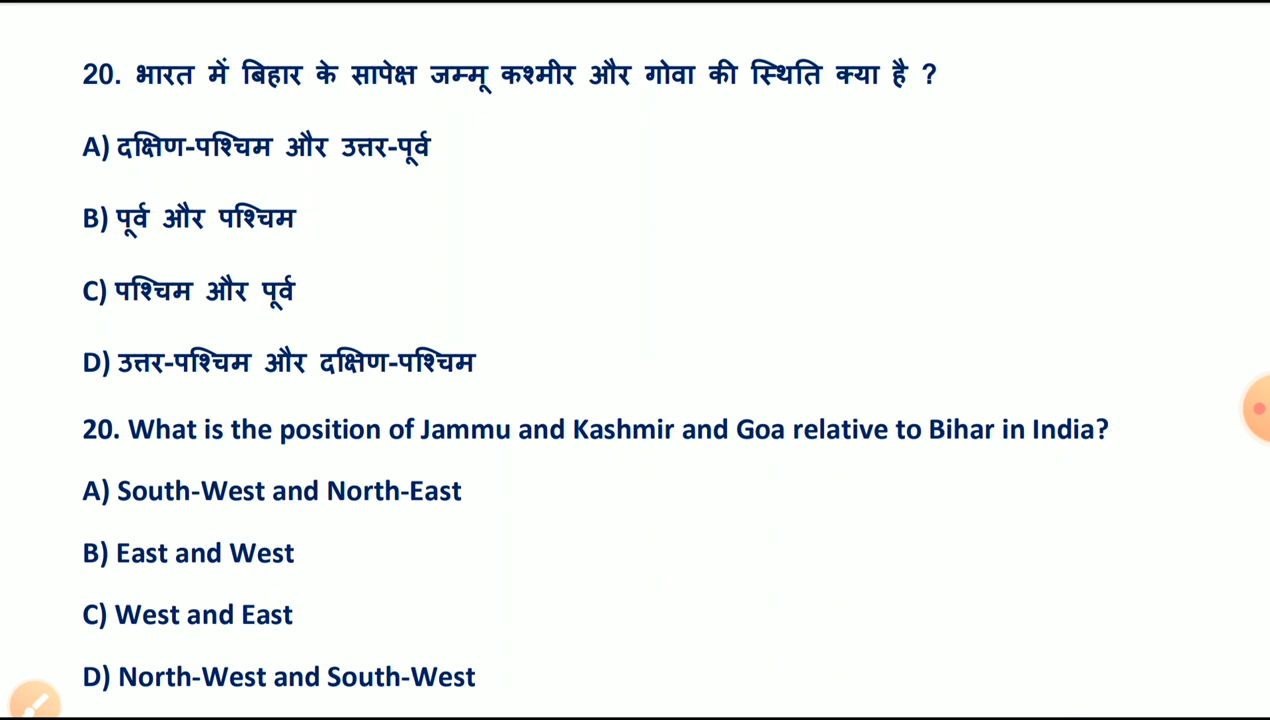 20. भारत में बिहार के सापेक्ष जम्मू कश्मीर और गोवा की स्थिति क्या है ?
A) दक्षिण-पश्चिम और उत्तर-पूर्व
B) पूर्व और पश्चिम
C) पश्चिम और पूर्व
D) उत्तर-पश्चिम और दक्षिण-पश्चिम
20. What is the position of Jammu and Kashmir and Goa relative to Bihar in India?
A) South-West and North-East
B) East and West
C) West and East
D) North-West and South-West